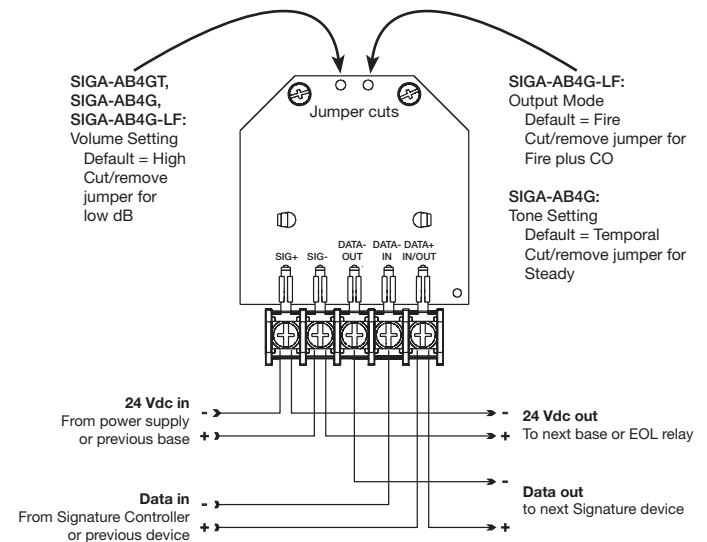 SIGA-AB4GT,
SIGA-AB4G,
SIGA-AB4G-LF:
Volume Setting
Default = High
Cut/remove
jumper for
low dB
Jumper cuts
SIGA-AB4G-LF:
Output Mode
Default = Fire
Cut/remove jumper for
Fire plus CO
SIGA-AB4G:
Tone Setting
Default = Temporal
Cut/remove jumper for
Steady
SIG+ SIG- DATA- OUT DATA- IN DATA+ IN/OUT
24 Vdc in
From power supply
or previous base
-
+
-
+
24 Vdc out
To next base or EOL relay
Data in
From Signature Controller
or previous device
-
+
-
+
Data out
to next Signature device